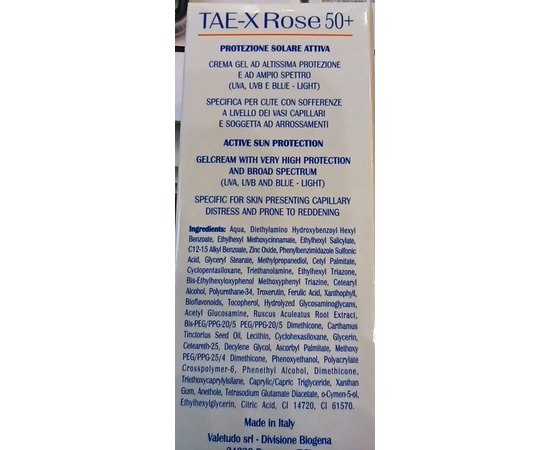 TAE-X Rose 50+
PROTEZIONE SOLARE ATTIVA
CREMA GEL AD ALTISSIMA PROTEZIONE
E AD AMPIO SPETTRO
(UVA, UVB E BLUE - LIGHT)
SPECIFICA PER CUTE CON SOFFERENZE
A LIVELLO DEI VASI CAPILLARI
E SOGGETTA AD ARROSSAMENTI
ACTIVE SUN PROTECTION
GELCREAM WITH VERY HIGH PROTECTION
AND BROAD SPECTRUM
(UVA, UVB AND BLUE - LIGHT)
SPECIFIC FOR SKIN PRESENTING CAPILLARY
DISTRESS AND PRONE TO REDDENING
Ingredients: Aqua, Diethylamino Hydroxybenzoyl Hexyl
Benzoate, Ethylhexyl Methoxycinnamate, Ethylhexyl Salicylate,
C12-15 Alkyl Benzoate, Zinc Oxide, Phenylbenzimidazole Sulfonic
Acid, Glyceryl Stearate, Methylpropanediol, Cetyl Palmitate,
Cyclopentasiloxane, Triethanolamine, Ethylhexyl Triazone,
Bis-Ethylhexyloxyphenol Methoxyphenyl Triazine, Cetearyl
Alcohol, Polyurethane-34, Troxerutin, Ferulic Acid, Xanthophyll,
Bioflavonoids, Tocopherol, Hydrolyzed Glycosaminoglycans,
Acetyl Glucosamine, Ruscus Aculeatus Root Extract,
Bis-PEG/PPG-20/5 PEG/PPG-20/5 Dimethicone, Carthamus
Tinctorius Seed Oil, Lecithin, Cyclohexasiloxane, Glycerin,
Ceteareth-25, Decylene Glycol, Ascorbyl Palmitate, Methoxy
PEG/PPG-25/4 Dimethicone, Phenoxyethanol, Polyacrylate
Crosspolymer-6, Phenethyl Alcohol, Dimethicone,
Triethoxycaprylylsilane, Caprylic/Capric Triglyceride, Xanthan
Gum, Anethole, Tetrasodium Glutamate Diacetate, o-Cymen-5-ol,
Ethylhexylglycerin, Citric Acid, CI 14720, CI 61570.
Made in Italy
Valetudo srl - Divisione Biogena